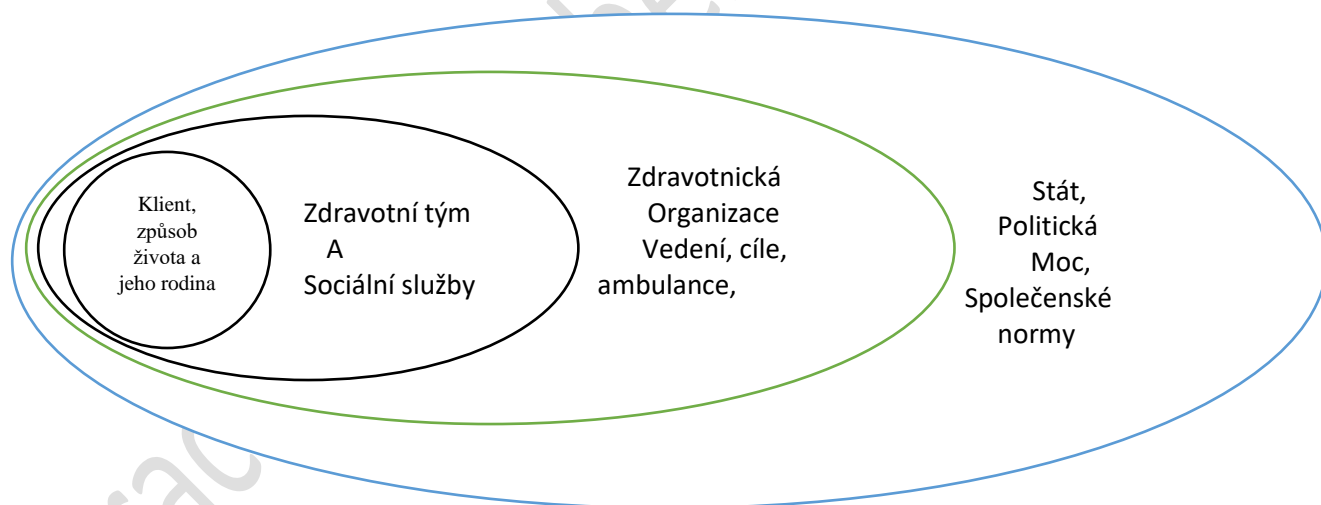 Klient,
způsob
života a
jeho rodina
Zdravotní tým
A
Sociální služby
Zdravotnická
Organizace
Vedení, cíle,
ambulance,
Stát,
Politická
Moc,
Společenské
normy